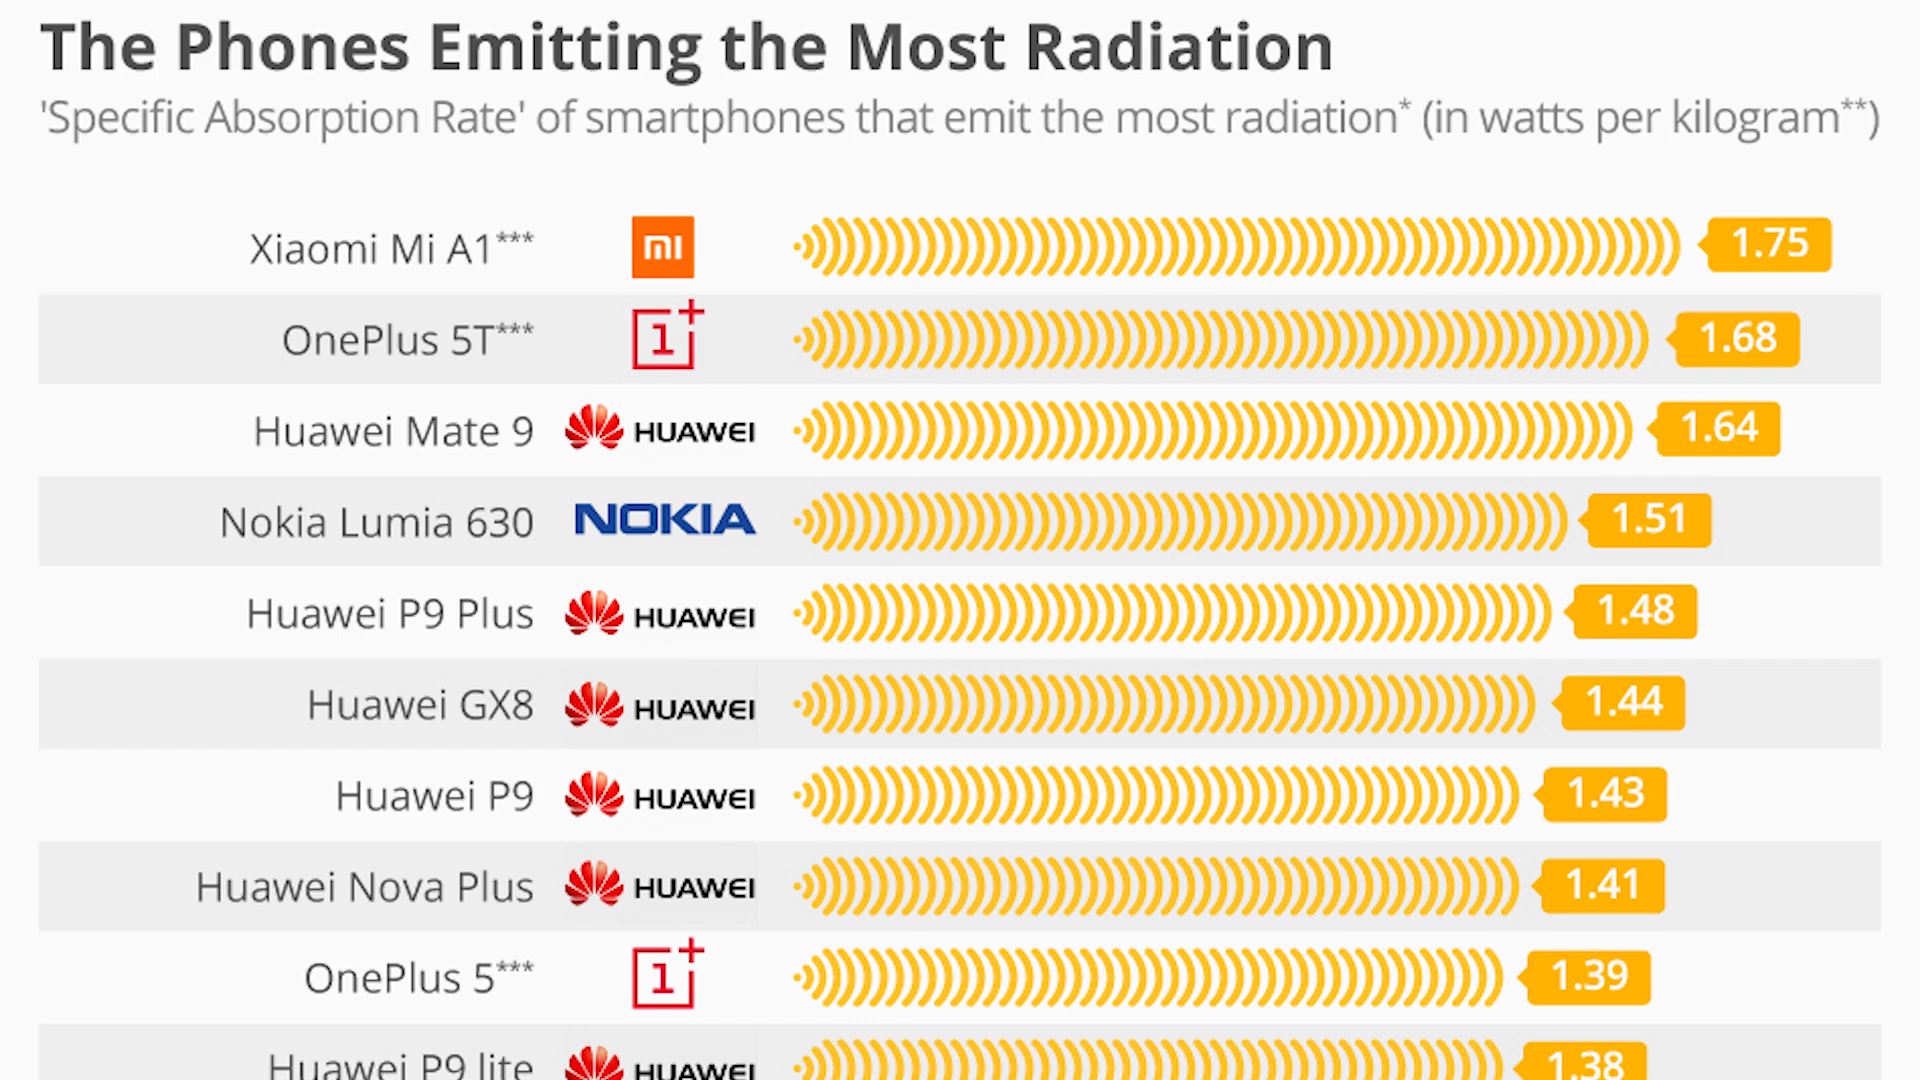 The Phones Emitting the Most Radiation
'Specific Absorption Rate' of smartphones that emit the most radiation* (in watts per kilogram**)
Xiaomi Mi A1*** MI 1.75
OnePlus 5T*** 1+ 1.68
Huawei Mate 9 HUAWEI 1.64
Nokia Lumia 630 NOKIA 1.51
Huawei P9 Plus HUAWEI 1.48
Huawei GX8 HUAWEI 1.44
Huawei P9 HUAWEI 1.43
Huawei Nova Plus HUAWEI 1.41
OnePlus 5*** 1+ 1.39
Huawei P9 lite HUAWEI 1.38